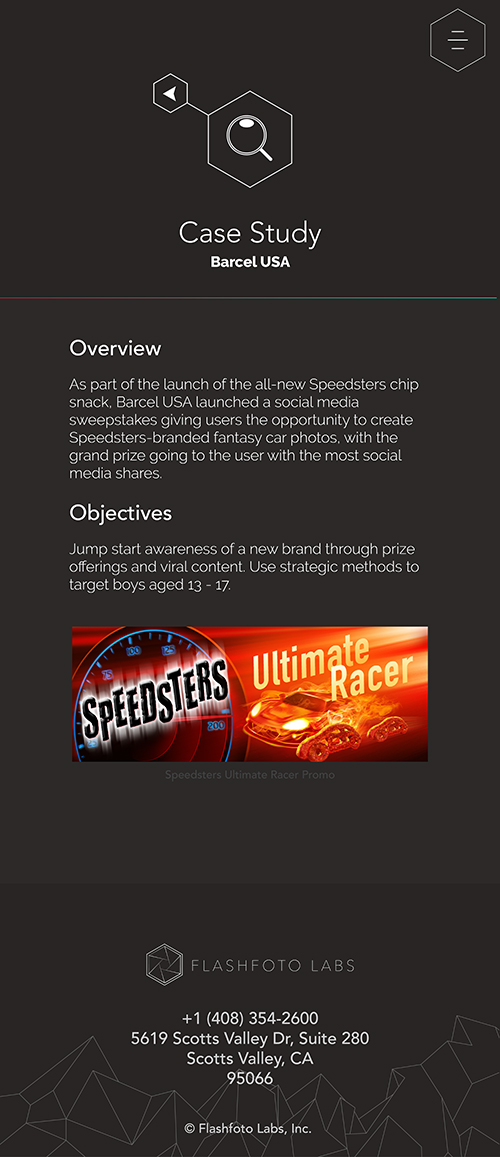 Case Study
Barcel USA
Overview
As part of the launch of the all-new Speedsters chip
snack, Barcel USA launched a social media
sweepstakes giving users the opportunity to create
Speedsters-branded fantasy car photos, with the
grand prize going to the user with the most social
media shares.
Objectives
Jump start awareness of a new brand through prize
offerings and viral content. Use strategic methods to
target boys aged 13 - 17.
75 100 125
SPEEDSTERS
200
Ultimate
Racer
Speedsters Ultimate Racer Promo
FLASHFOTO LABS
+1 (408) 354-2600
5619 Scotts Valley Dr, Suite 280
Scotts Valley, CA
95066
© Flashfoto Labs, Inc.